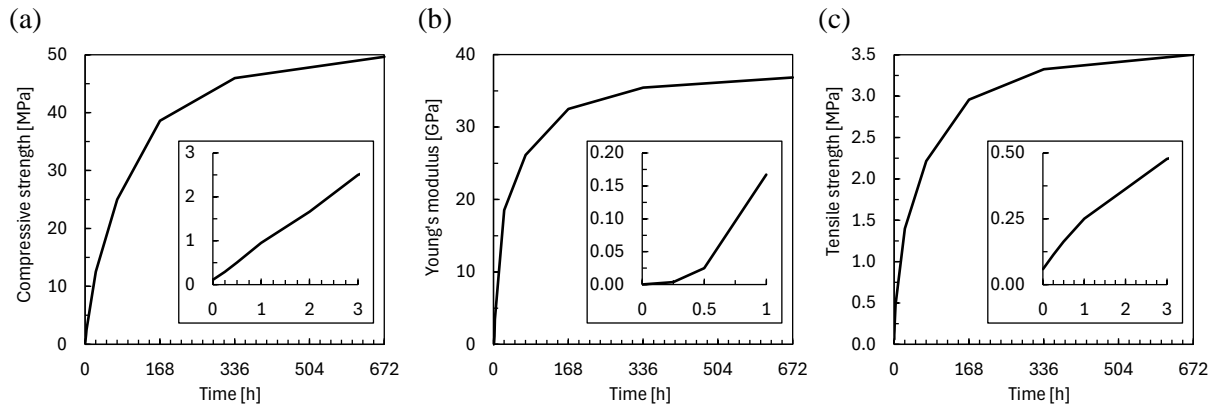 (a)
Compressive strength [MPa]
50
40
30
20
10
0
0 168 336 504 672
Time [h]
3
2
1
0
0 1 2 3
(b)
Young's modulus [GPa]
40
30
20
10
0
0 168 336 504 672
Time [h]
0.20
0.15
0.10
0.05
0.00
0 1
(c)
Tensile strength [MPa]
3.5
3.0
2.5
2.0
1.5
1.0
0.5
0.0
0 168 336 504 672
Time [h]
0.50
0.25
0.00
0 1 2 3